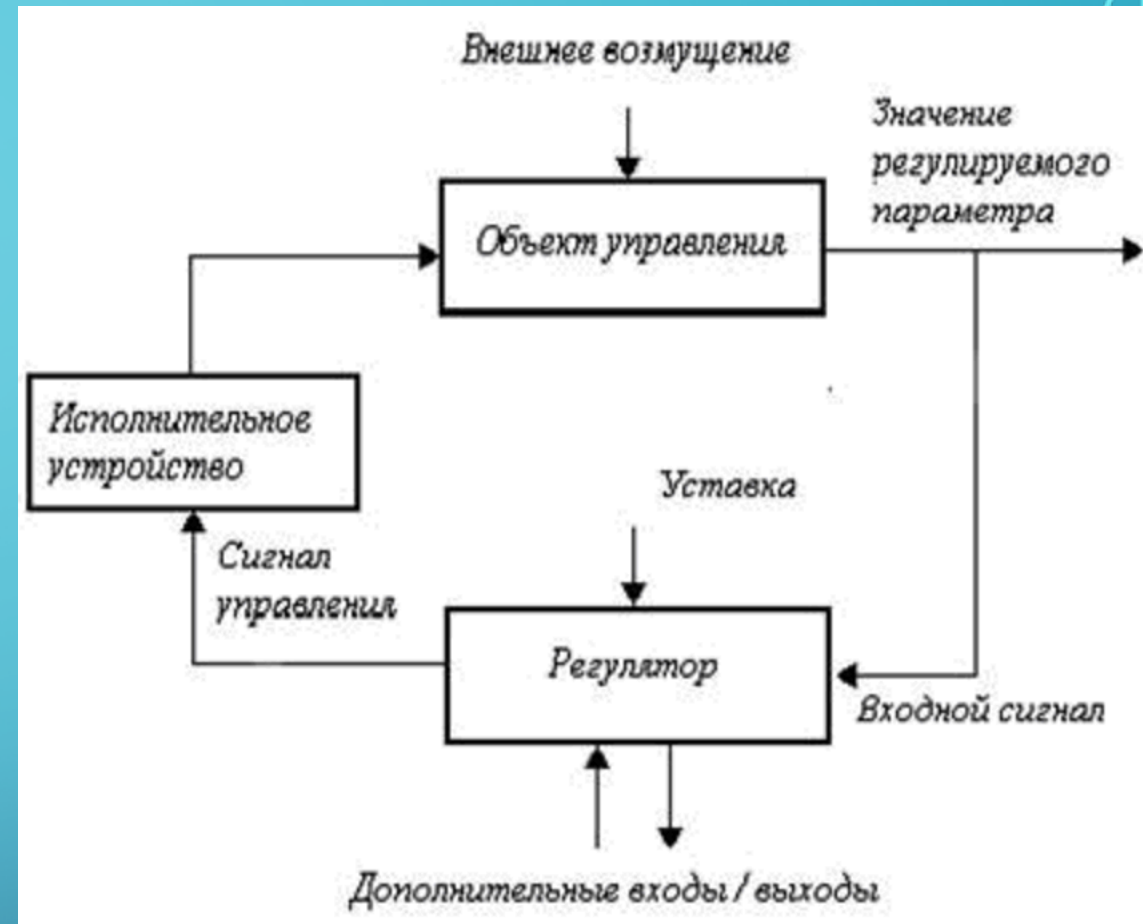 Внешнее возмущение
Значение
регулируемого
параметра
Объект управления
Исполнительное
устройство
Уставка
Сигнал
управления
Регулятор
Входной сигнал
Дополнительные входы / выходы